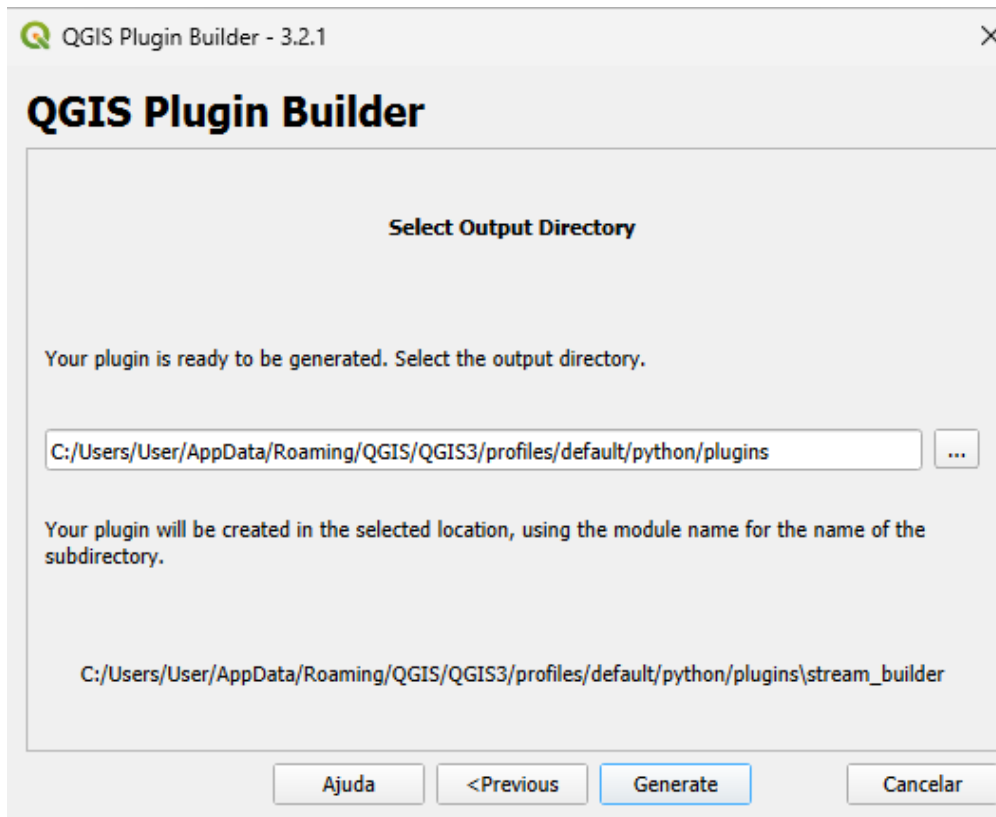 QGIS Plugin Builder - 3.2.1
QGIS Plugin Builder
Select Output Directory
Your plugin is ready to be generated. Select the output directory.
C:/Users/User/AppData/Roaming/QGIS/QGIS3/profiles/default/python/plugins
...
Your plugin will be created in the selected location, using the module name for the name of the
subdirectory.
C:/Users/User/AppData/Roaming/QGIS/QGIS3/profiles/default/python/plugins\stream_builder
Ajuda <Previous Generate Cancelar